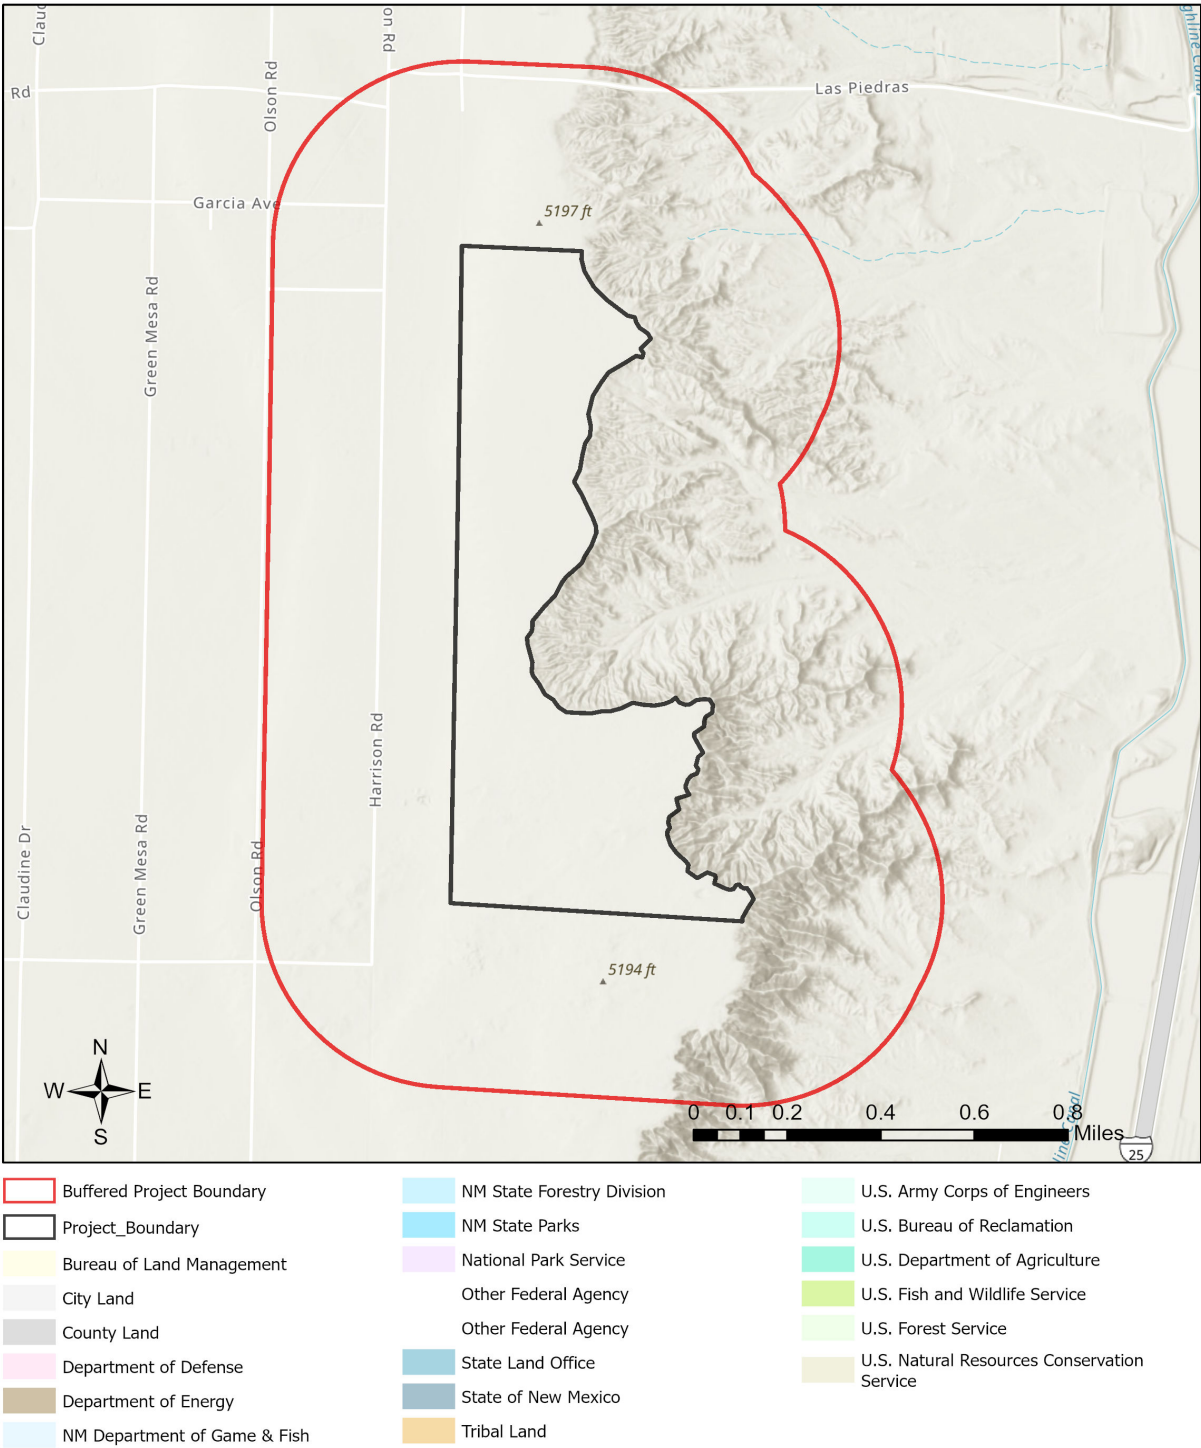 Claud
on Rd
ghline Canal
Rd
Olson Rd
Las Piedras
Garcia Ave
5197 ft
Green Mesa Rd
Harrison Rd
Claudine Dr
Green Mesa Rd
Olson Rd
5194 ft
N
W E
S
0 0.1 0.2 0.4 0.6 0.8
Miles
line Canal
25
Buffered Project Boundary
Project_Boundary
Bureau of Land Management
City Land
County Land
Department of Defense
Department of Energy
NM Department of Game & Fish
NM State Forestry Division
NM State Parks
National Park Service
Other Federal Agency
Other Federal Agency
State Land Office
State of New Mexico
Tribal Land
U.S. Army Corps of Engineers
U.S. Bureau of Reclamation
U.S. Department of Agriculture
U.S. Fish and Wildlife Service
U.S. Forest Service
U.S. Natural Resources Conservation
Service